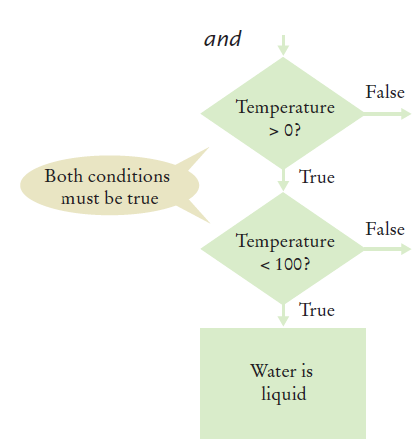 and
Temperature
> 0?
False
True
Both conditions
must be true
Temperature
< 100?
False
True
Water is
liquid